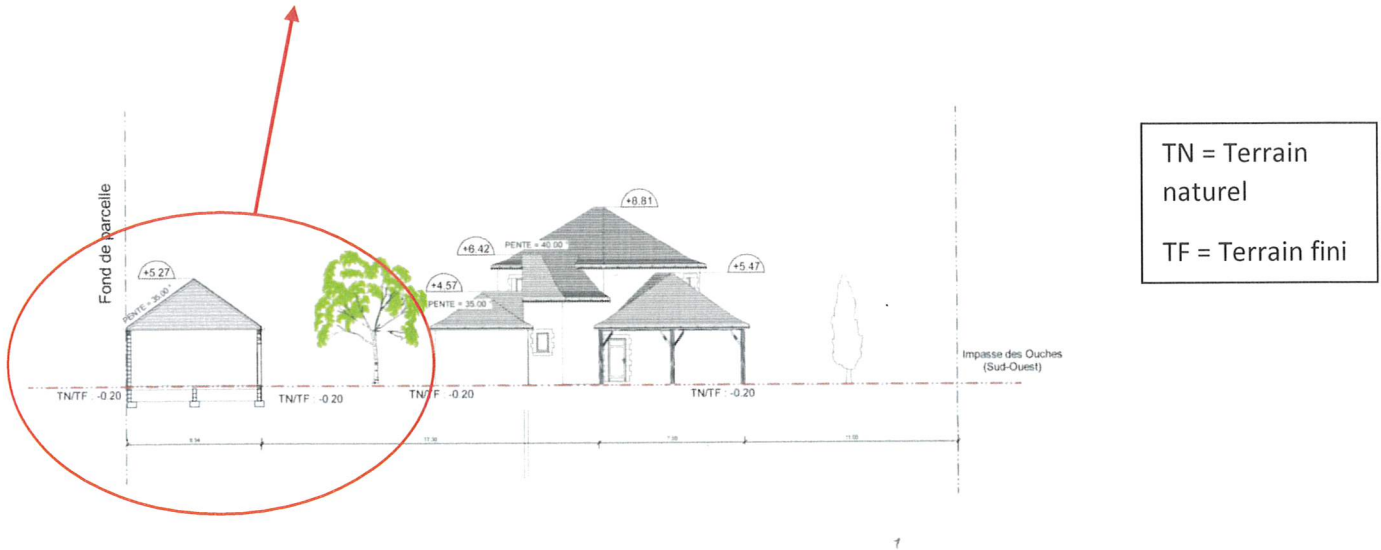 TN = Terrain
naturel
TF = Terrain fini
Fond de parcelle
+8.81
+6.42
PENTE = 40.00 °
+5.27
+5.47
PENTE = 35.00 °
+4.57
PENTE = 35.00
Impasse des Ouches
(Sud-Ouest)
TN/TF : -0.20
TN/TF : -0.20
TN/TF : -0.20
TN/TF : -0.20
1